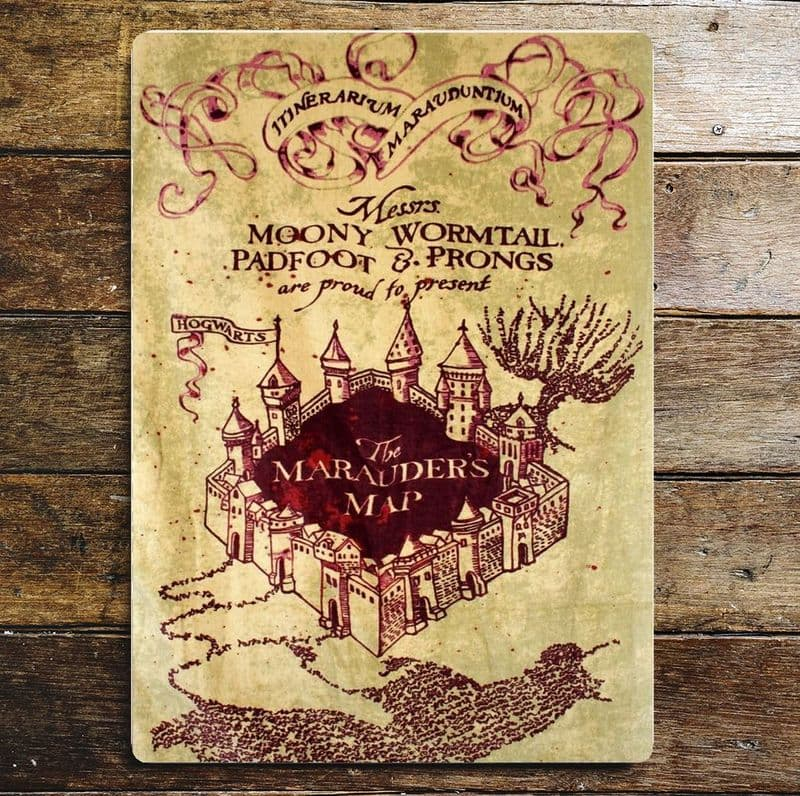 ITINERARIUM
MARAUDUNTIUM
Messrs.
MOONY WORMTAIL,
PADFOOT & PRONGS
are proud to present
HOGWARTS
The
MARAUDER'S
MAP